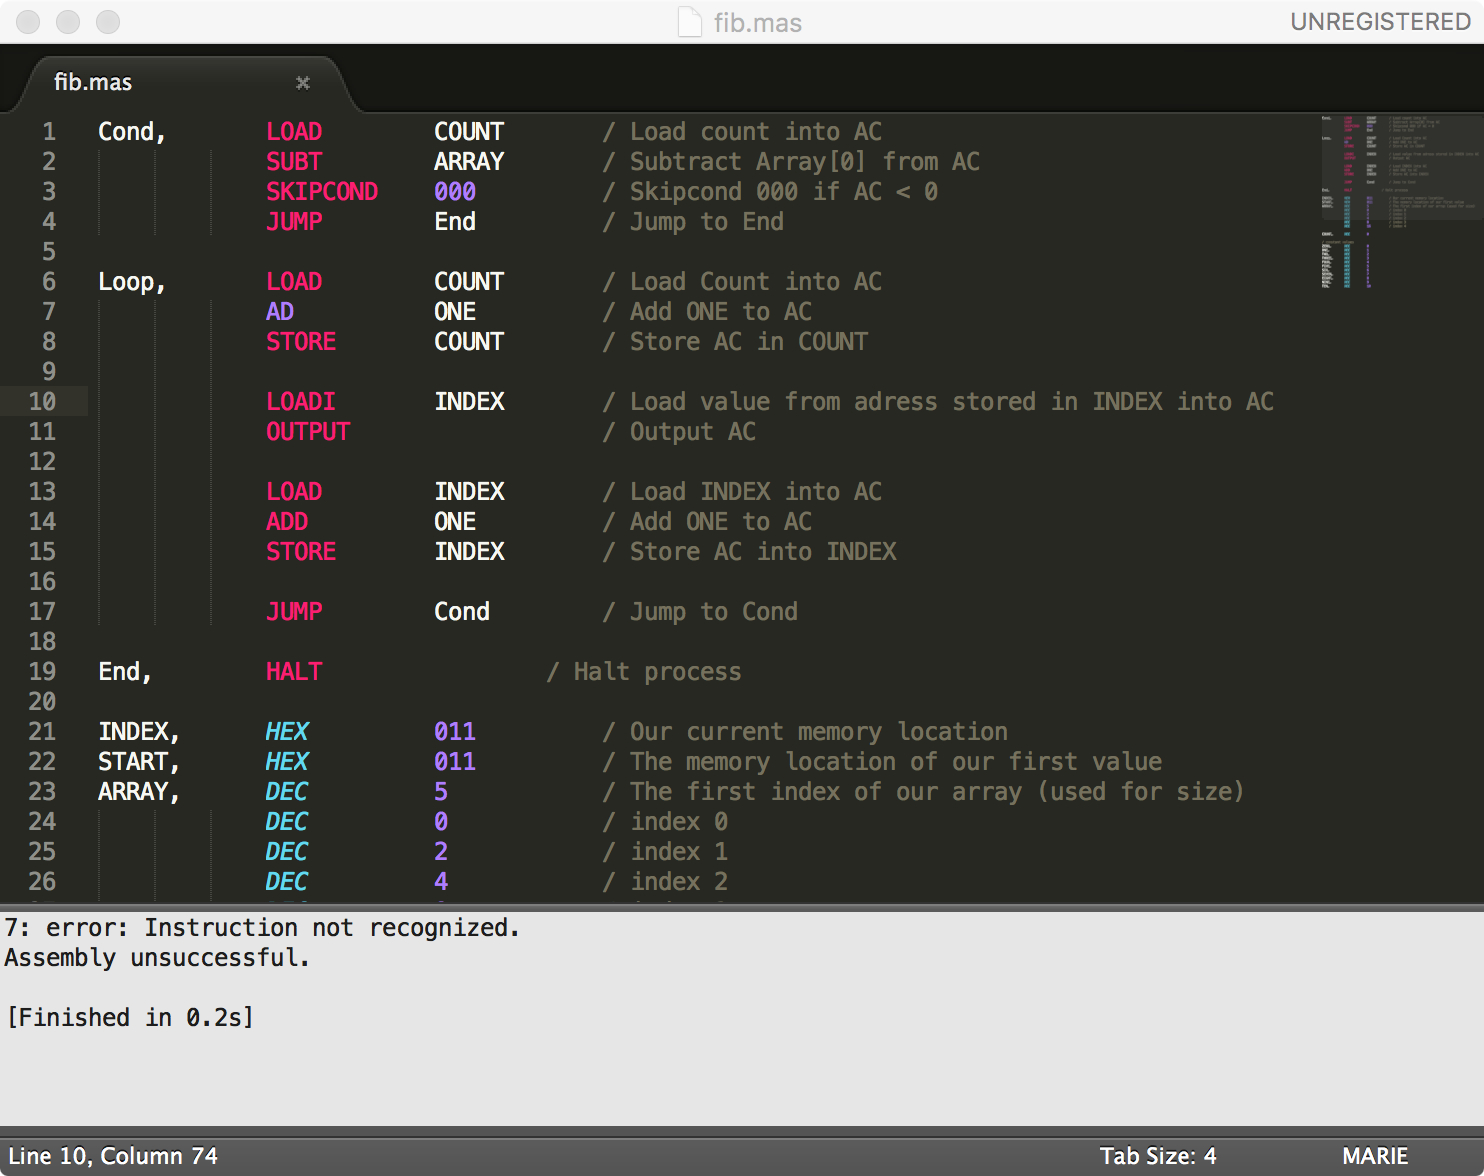 fib.mas
UNREGISTERED
fib.mas ×
1 Cond, LOAD COUNT / Load count into AC
2 SUBT ARRAY / Subtract Array[0] from AC
3 SKIPCOND 000 / Skipcond 000 if AC < 0
4 JUMP End / Jump to End
5
6 Loop, LOAD COUNT / Load Count into AC
7 AD ONE / Add ONE to AC
8 STORE COUNT / Store AC in COUNT
9
10 LOADI INDEX / Load value from adress stored in INDEX into AC
11 OUTPUT / Output AC
12
13 LOAD INDEX / Load INDEX into AC
14 ADD ONE / Add ONE to AC
15 STORE INDEX / Store AC into INDEX
16
17 JUMP Cond / Jump to Cond
18
19 End, HALT / Halt process
20
21 INDEX, HEX 011 / Our current memory location
22 START, HEX 011 / The memory location of our first value
23 ARRAY, DEC 5 / The first index of our array (used for size)
24 DEC 0 / index 0
25 DEC 2 / index 1
26 DEC 4 / index 2
7: error: Instruction not recognized.
Assembly unsuccessful.
[Finished in 0.2s]
Line 10, Column 74
Tab Size: 4
MARIE